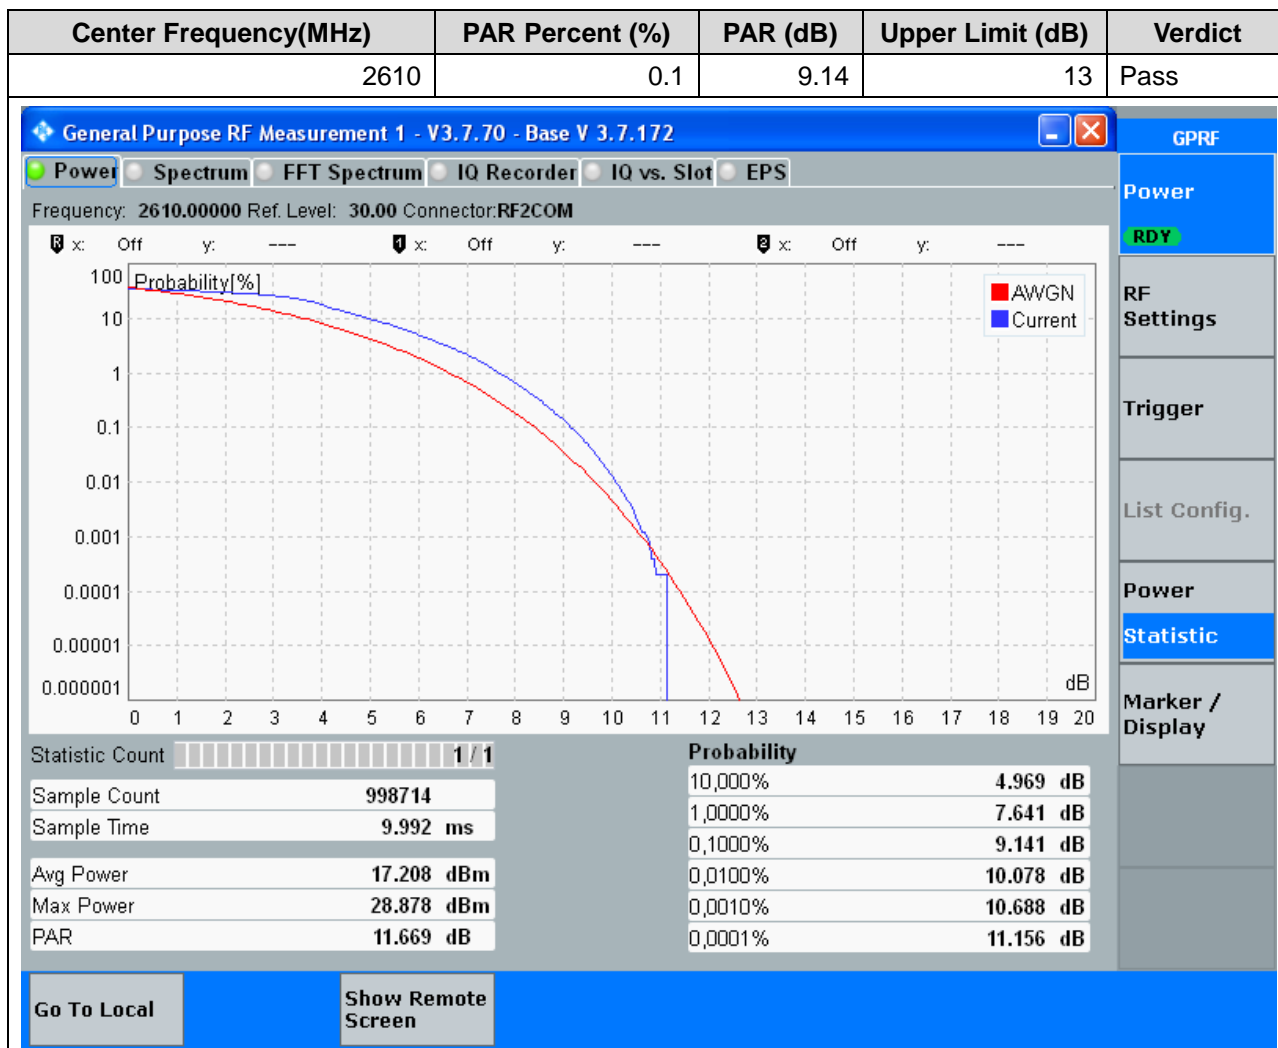 Center Frequency(MHz) PAR Percent (%) PAR (dB) Upper Limit (dB) Verdict
2610 0.1 9.14 13 Pass
General Purpose RF Measurement 1 - V3.7.70 - Base V 3.7.172
GPRF
Power Spectrum FFT Spectrum IQ Recorder IQ vs. Slot EPS
Frequency: 2610.00000 Ref. Level: 30.00 Connector:RF2COM
R x: Off y: --- 1 x: Off y: --- 2 x: Off y: ---
Probability[%]
AWGN
Current
100
10
1
0.1
0.01
0.001
0.0001
0.00001
0.000001
dB
0 1 2 3 4 5 6 7 8 9 10 11 12 13 14 15 16 17 18 19 20
Statistic Count 1 / 1
Sample Count 998714
Sample Time 9.992 ms
Avg Power 17.208 dBm
Max Power 28.878 dBm
PAR 11.669 dB
Probability
10,000% 4.969 dB
1,0000% 7.641 dB
0,1000% 9.141 dB
0,0100% 10.078 dB
0,0010% 10.688 dB
0,0001% 11.156 dB
Power
RDY
RF
Settings
Trigger
List Config.
Power
Statistic
Marker /
Display
Go To Local
Show Remote
Screen